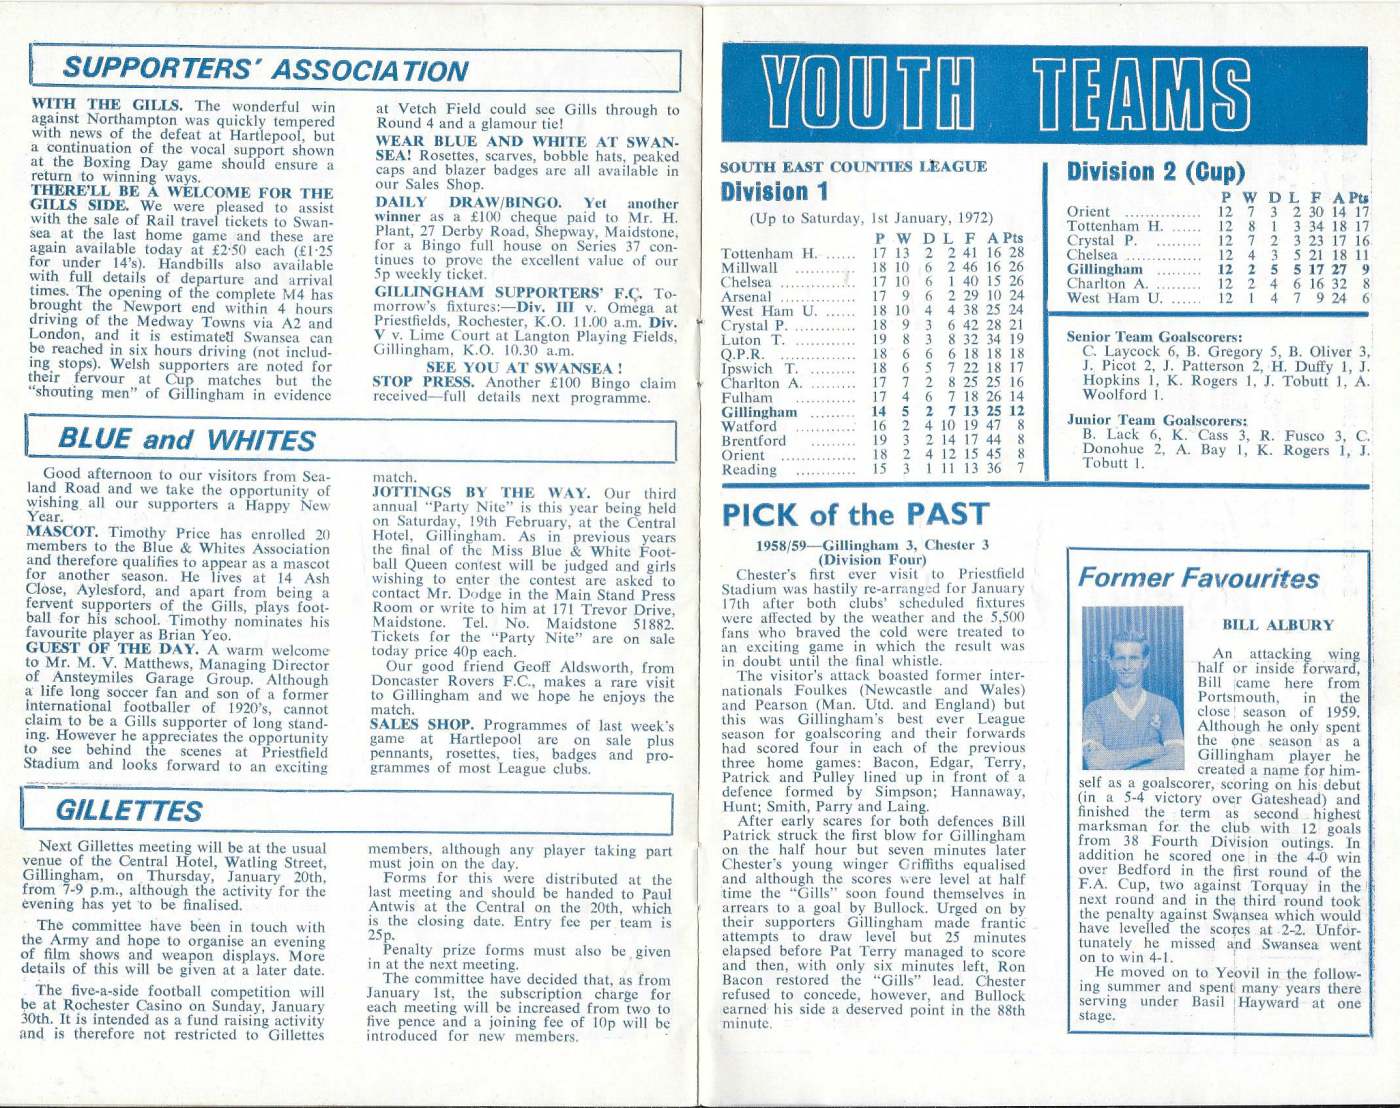 SUPPORTERS' ASSOCIATION
WITH THE GILLS. The wonderful win
against Northampton was quickly tempered
with news of the defeat at Hartlepool, but
a continuation of the vocal support shown
at the Boxing Day game should ensure a
return to winning ways.
THERE'LL BE A WELCOME FOR THE
GILLS SIDE. We were pleased to assist
with the sale of Rail travel tickets to Swan-
sea at the last home game and these are
again available today at £2·50 each (£1·25
for under 14's). Handbills also available
with full details of departure and arrival
times. The opening of the complete M4 has
brought the Newport end within 4 hours
driving of the Medway Towns via A2 and
London, and it is estimated Swansea can
be reached in six hours driving (not includ-
ing stops). Welsh supporters are noted for
their fervour at Cup matches but the
"shouting men" of Gillingham in evidence
at Vetch Field could see Gills through to
Round 4 and a glamour tie!
WEAR BLUE AND WHITE AT SWAN-
SEA! Rosettes, scarves, bobble hats, peaked
caps and blazer badges are all available in
our Sales Shop.
DAILY DRAW/BINGO. Yet another
winner as a £100 cheque paid to Mr. H.
Plant, 27 Derby Road, Shepway, Maidstone,
for a Bingo full house on Series 37 con-
tinues to prove the excellent value of our
5p weekly ticket.
GILLINGHAM SUPPORTERS' F.C. To-
morrow's fixtures:—Div. III v. Omega at
Priestfields, Rochester, K.O. 11.00 a.m. Div.
V v. Lime Court at Langton Playing Fields,
Gillingham, K.O. 10.30 a.m.
SEE YOU AT SWANSEA!
STOP PRESS. Another £100 Bingo claim
received—full details next programme.
BLUE and WHITES
Good afternoon to our visitors from Sea-
land Road and we take the opportunity of
wishing all our supporters a Happy New
Year.
MASCOT. Timothy Price has enrolled 20
members to the Blue & Whites Association
and therefore qualifies to appear as a mascot
for another season. He lives at 14 Ash
Close, Aylesford, and apart from being a
fervent supporters of the Gills, plays foot-
ball for his school. Timothy nominates his
favourite player as Brian Yeo.
GUEST OF THE DAY. A warm welcome
to Mr. M. V. Matthews, Managing Director
of Ansteymiles Garage Group. Although
a life long soccer fan and son of a former
international footballer of 1920's, cannot
claim to be a Gills supporter of long stand-
ing. However he appreciates the opportunity
to see behind the scenes at Priestfield
Stadium and looks forward to an exciting
match.
JOTTINGS BY THE WAY. Our third
annual "Party Nite" is this year being held
on Saturday, 19th February, at the Central
Hotel, Gillingham. As in previous years
the final of the Miss Blue & White Foot-
ball Queen contest will be judged and girls
wishing to enter the contest are asked to
contact Mr. Dodge in the Main Stand Press
Room or write to him at 171 Trevor Drive,
Maidstone. Tel. No. Maidstone 51882.
Tickets for the "Party Nite" are on sale
today price 40p each.
Our good friend Geoff Aldsworth, from
Doncaster Rovers F.C., makes a rare visit
to Gillingham and we hope he enjoys the
match.
SALES SHOP. Programmes of last week's
game at Hartlepool are on sale plus
pennants, rosettes, ties, badges and pro-
grammes of most League clubs.
GILLETTES
Next Gillettes meeting will be at the usual
venue of the Central Hotel, Watling Street,
Gillingham, on Thursday, January 20th,
from 7-9 p.m., although the activity for the
evening has yet to be finalised.
The committee have been in touch with
the Army and hope to organise an evening
of film shows and weapon displays. More
details of this will be given at a later date.
The five-a-side football competition will
be at Rochester Casino on Sunday, January
30th. It is intended as a fund raising activity
and is therefore not restricted to Gillettes
members, although any player taking part
must join on the day.
Forms for this were distributed at the
last meeting and should be handed to Paul
Antwis at the Central on the 20th, which
is the closing date. Entry fee per team is
25p.
Penalty prize forms must also be given
in at the next meeting.
The committee have decided that, as from
January 1st, the subscription charge for
each meeting will be increased from two to
five pence and a joining fee of 10p will be
introduced for new members.
YOUTH TEAMS
SOUTH EAST COUNTIES LEAGUE
Division 1
(Up to Saturday, 1st January, 1972)
P W D L F A Pts
Tottenham H. ...... 17 13 2 2 41 16 28
Millwall ............ 18 10 6 2 46 16 26
Chelsea ............ 17 10 6 1 40 15 26
Arsenal ............ 17 9 6 2 29 10 24
West Ham U. ...... 18 10 4 4 38 25 24
Crystal P. ............ 18 9 3 6 42 28 21
Luton T. ............ 19 8 3 8 32 34 19
Q.P.R. ............ 18 6 6 6 18 18 18
Ipswich T. ......... 18 6 5 7 22 18 17
Charlton A. ......... 17 7 2 8 25 25 16
Fulham ............ 17 4 6 7 18 26 14
Gillingham ......... 14 5 2 7 13 25 12
Watford ............ 16 2 4 10 19 47 8
Brentford ......... 19 3 2 14 17 44 8
Orient ............ 18 2 4 12 15 45 8
Reading ............ 15 3 1 11 13 36 7
Division 2 (Cup)
P W D L F A Pts
Orient ............... 12 7 3 2 30 14 17
Tottenham H. ...... 12 8 1 3 34 18 17
Crystal P. ......... 12 7 2 3 23 17 16
Chelsea ............ 12 4 3 5 21 18 11
Gillingham ......... 12 2 5 5 17 27 9
Charlton A. ......... 12 2 4 6 16 32 8
West Ham U. ...... 12 1 4 7 9 24 6
Senior Team Goalscorers:
C. Laycock 6, B. Gregory 5, B. Oliver 3,
J. Picot 2, J. Patterson 2, H. Duffy 1, J.
Hopkins 1, K. Rogers 1, J. Tobutt 1, A.
Woolford 1.
Junior Team Goalscorers:
B. Lack 6, K. Cass 3, R. Fusco 3, C.
Donohue 2, A. Bay 1, K. Rogers 1, J.
Tobutt 1.
PICK of the PAST
1958/59—Gillingham 3, Chester 3
(Division Four)
Chester's first ever visit to Priestfield
Stadium was hastily re-arranged for January
17th after both clubs' scheduled fixtures
were affected by the weather and the 5,500
fans who braved the cold were treated to
an exciting game in which the result was
in doubt until the final whistle.
The visitor's attack boasted former inter-
nationals Foulkes (Newcastle and Wales)
and Pearson (Man. Utd. and England) but
this was Gillingham's best ever League
season for goalscoring and their forwards
had scored four in each of the previous
three home games: Bacon, Edgar, Terry,
Patrick and Pulley lined up in front of a
defence formed by Simpson; Hannaway,
Hunt; Smith, Parry and Laing.
After early scares for both defences Bill
Patrick struck the first blow for Gillingham
on the half hour but seven minutes later
Chester's young winger Griffiths equalised
and although the scores were level at half
time the "Gills" soon found themselves in
arrears to a goal by Bullock. Urged on by
their supporters Gillingham made frantic
attempts to draw level but 25 minutes
elapsed before Pat Terry managed to score
and then, with only six minutes left, Ron
Bacon restored the "Gills" lead. Chester
refused to concede, however, and Bullock
earned his side a deserved point in the 88th
minute.
Former Favourites
BILL ALBURY
An attacking wing
half or inside forward,
Bill came here from
Portsmouth, in the
close season of 1959.
Although he only spent
the one season as a
Gillingham player he
created a name for him-
self as a goalscorer, scoring on his debut
(in a 5-4 victory over Gateshead) and
finished the term as second highest
marksman for the club with 12 goals
from 38 Fourth Division outings. In
addition he scored one in the 4-0 win
over Bedford in the first round of the
F.A. Cup, two against Torquay in the
next round and in the third round took
the penalty against Swansea which would
have levelled the scores at 2-2. Unfor-
tunately he missed and Swansea went
on to win 4-1.
He moved on to Yeovil in the follow-
ing summer and spent many years there
serving under Basil Hayward at one
stage.